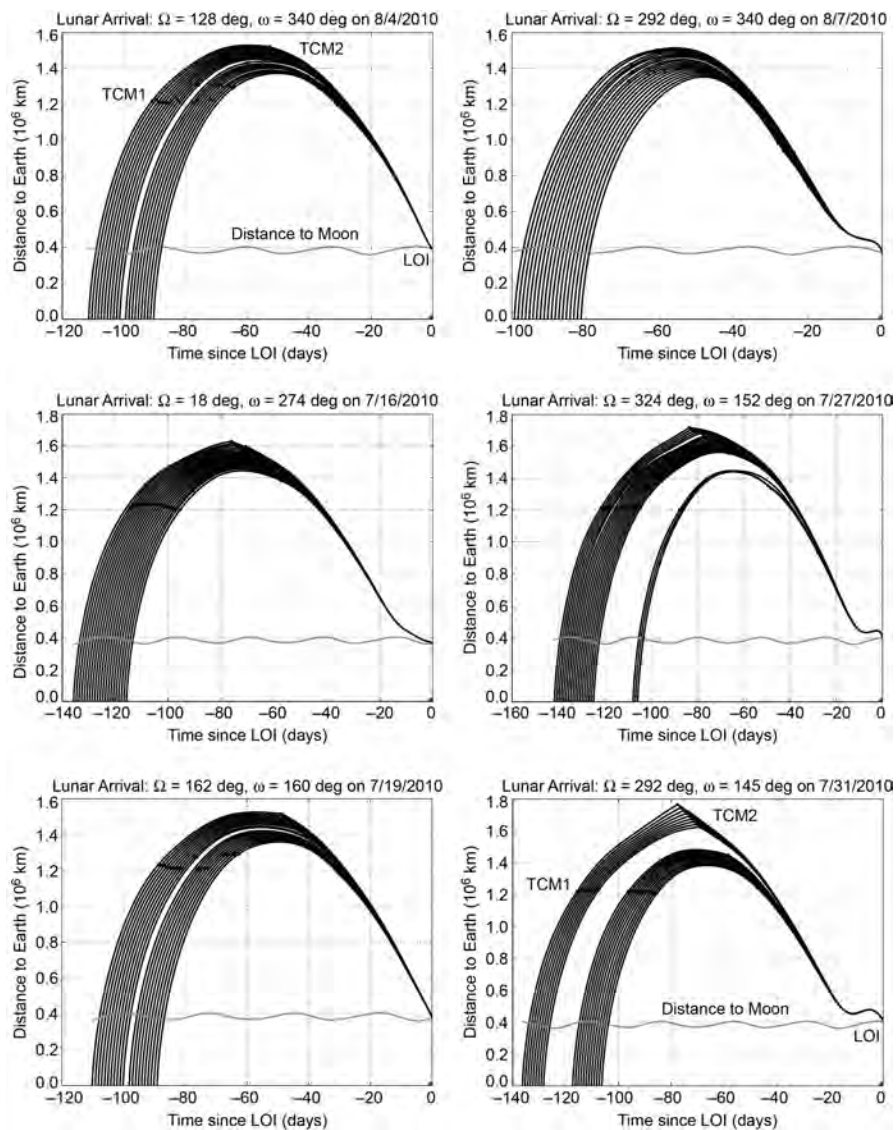 Lunar Arrival: Ω = 128 deg, ω = 340 deg on 8/4/2010
1.6
1.4
1.2
1.0
0.8
0.6
0.4
0.2
0.0
Distance to Earth (10⁶ km)
TCM1
TCM2
Distance to Moon
LOI
−120 −100 −80 −60 −40 −20 0
Time since LOI (days)
Lunar Arrival: Ω = 292 deg, ω = 340 deg on 8/7/2010
1.6
1.4
1.2
1.0
0.8
0.6
0.4
0.2
0.0
Distance to Earth (10⁶ km)
−100 −80 −60 −40 −20 0
Time since LOI (days)
Lunar Arrival: Ω = 18 deg, ω = 274 deg on 7/16/2010
1.8
1.6
1.4
1.2
1.0
0.8
0.6
0.4
0.2
0.0
Distance to Earth (10⁶ km)
−140 −120 −100 −80 −60 −40 −20 0
Time since LOI (days)
Lunar Arrival: Ω = 324 deg, ω = 152 deg on 7/27/2010
1.8
1.6
1.4
1.2
1.0
0.8
0.6
0.4
0.2
0.0
Distance to Earth (10⁶ km)
−160 −140 −120 −100 −80 −60 −40 −20 0
Time since LOI (days)
Lunar Arrival: Ω = 162 deg, ω = 160 deg on 7/19/2010
1.6
1.4
1.2
1.0
0.8
0.6
0.4
0.2
0.0
Distance to Earth (10⁶ km)
−120 −100 −80 −60 −40 −20 0
Time since LOI (days)
Lunar Arrival: Ω = 292 deg, ω = 145 deg on 7/31/2010
1.8
1.6
1.4
1.2
1.0
0.8
0.6
0.4
0.2
0.0
Distance to Earth (10⁶ km)
TCM2
TCM1
Distance to Moon
LOI
−140 −120 −100 −80 −60 −40 −20 0
Time since LOI (days)